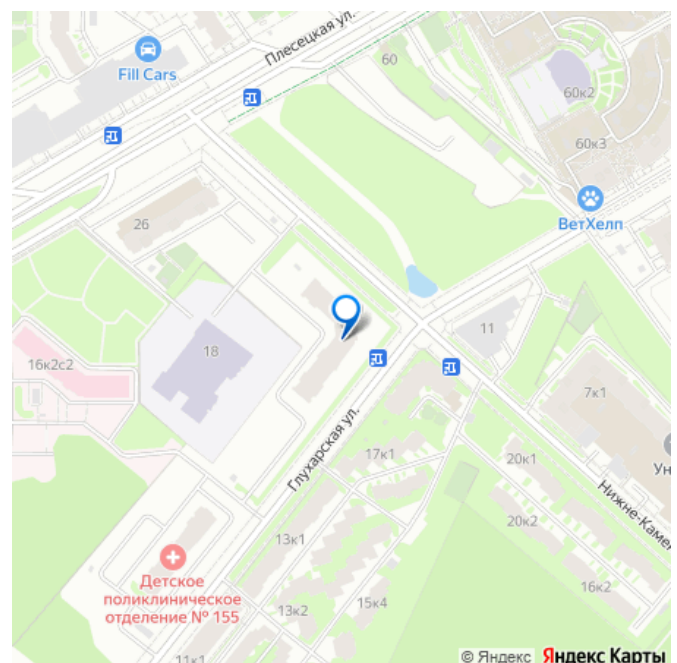 Плесецкая ул.
60
Fill Cars
60к2
60к3
26
ВетХелп
11
18
16к2с2
7к1
Глухарская ул.
17к1
20к1
Ун
Нижне-Камен
20к2
13к1
16к2
Детское
поликлиническое
отделение № 155
13к2
15к4
11к1
© Яндекс Яндекс Карты